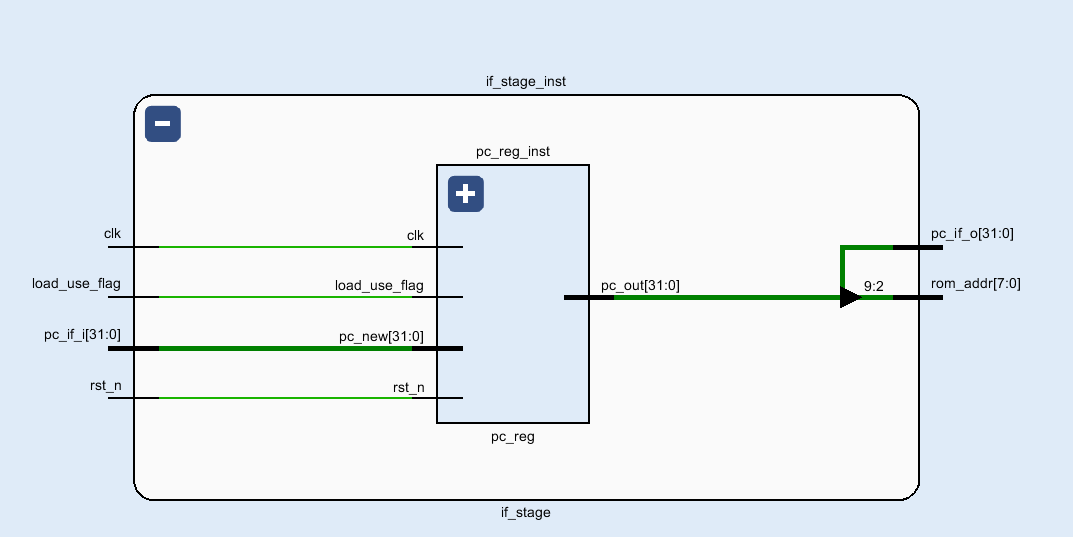 if_stage_inst
pc_reg_inst
clk
clk
pc_if_o[31:0]
load_use_flag
load_use_flag
pc_out[31:0]
9:2
rom_addr[7:0]
pc_if_i[31:0]
pc_new[31:0]
rst_n
rst_n
pc_reg
if_stage